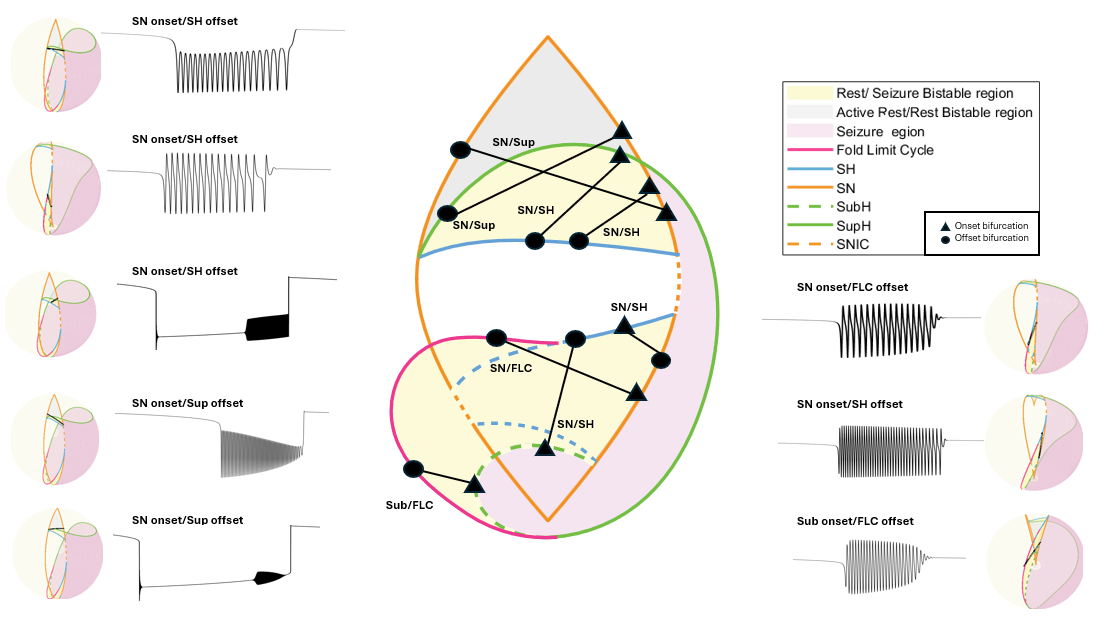 SN onset/SH offset
SN onset/SH offset
SN onset/SH offset
SN onset/Sup offset
SN onset/Sup offset
SN/Sup
SN/SH
SN/Sup
SN/SH
SN/SH
SN/FLC
SN/SH
Sub/FLC
Rest/ Seizure Bistable region
Active Rest/Rest Bistable region
Seizure egion
Fold Limit Cycle
SH
SN
SubH
SupH
SNIC
Onset bifurcation
Offset bifurcation
SN onset/FLC offset
SN onset/SH offset
Sub onset/FLC offset